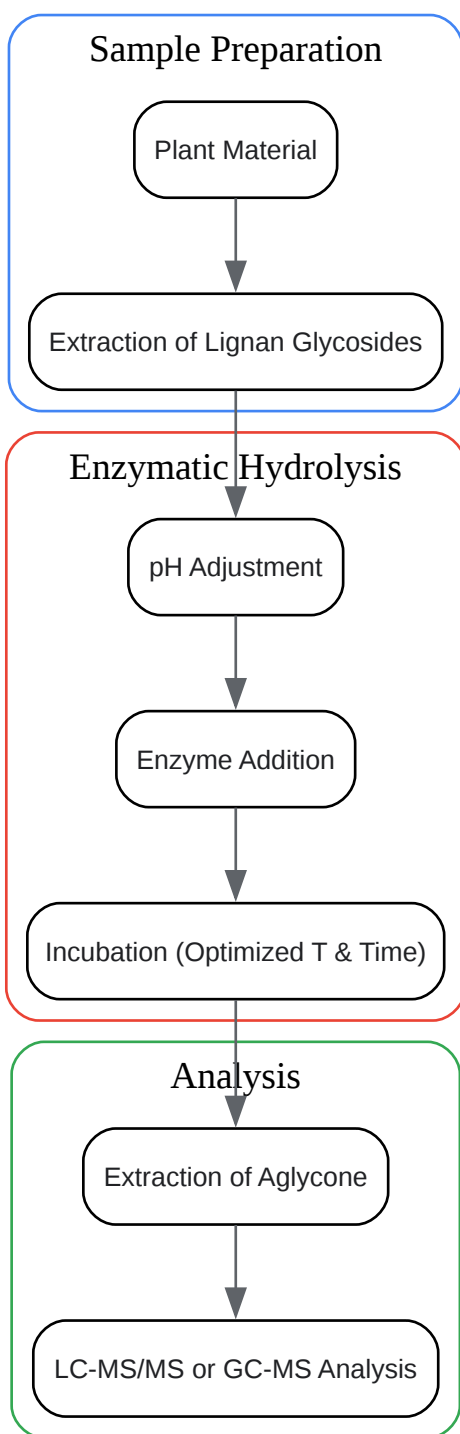 Sample Preparation
Plant Material
Extraction of Lignan Glycosides
Enzymatic Hydrolysis
pH Adjustment
Enzyme Addition
Incubation (Optimized T & Time)
Analysis
Extraction of Aglycone
LC-MS/MS or GC-MS Analysis